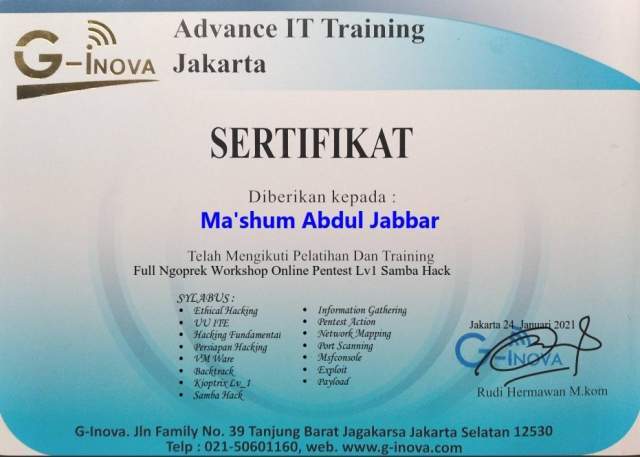 G-INOVA
Advance IT Training
Jakarta
SERTIFIKAT
Diberikan kepada :
Ma'shum Abdul Jabbar
Telah Mengikuti Pelatihan Dan Training
Full Ngoprek Workshop Online Pentest Lv1 Samba Hack
SYLABUS :
• Ethical Hacking
• UU ITE
• Hacking Fundamental
• Persiapan Hacking
• VM Ware
• Backtrack
• Kjoptrix Lv_1
• Samba Hack
• Information Gathering
• Pentest Action
• Network Mapping
• Port Scanning
• Msfconsole
• Exploit
• Payload
Jakarta 24, Januari 2021
G-INOVA
Rudi Hermawan M.kom
G-Inova. Jln Family No. 39 Tanjung Barat Jagakarsa Jakarta Selatan 12530
Telp : 021-50601160, web. www.g-inova.com